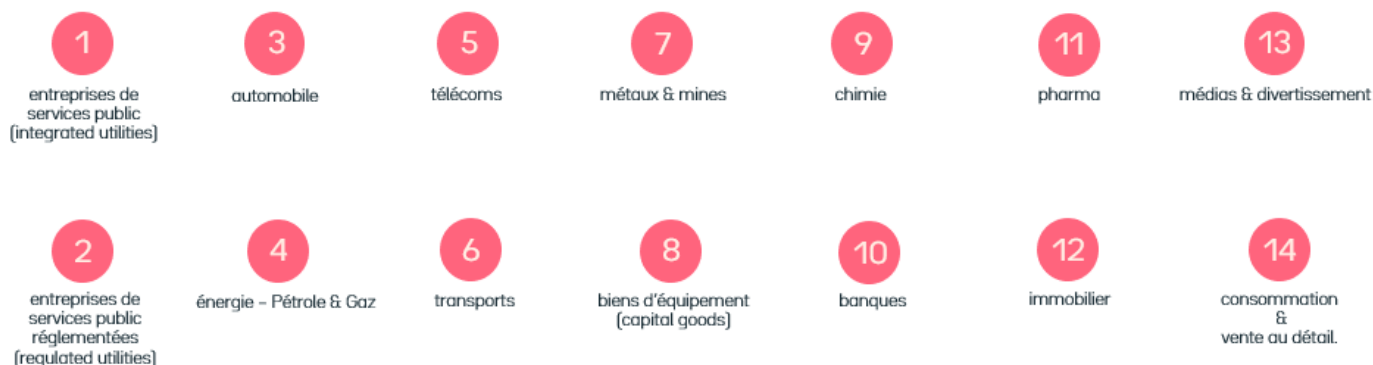 1
entreprises de
services public
(integrated utilities)
3
automobile
5
télécoms
7
métaux & mines
9
chimie
11
pharma
13
médias & divertissement
2
entreprises de
services public
réglementées
(regulated utilities)
4
énergie – Pétrole & Gaz
6
transports
8
biens d'équipement
(capital goods)
10
banques
12
immobilier
14
consommation
&
vente au détail.